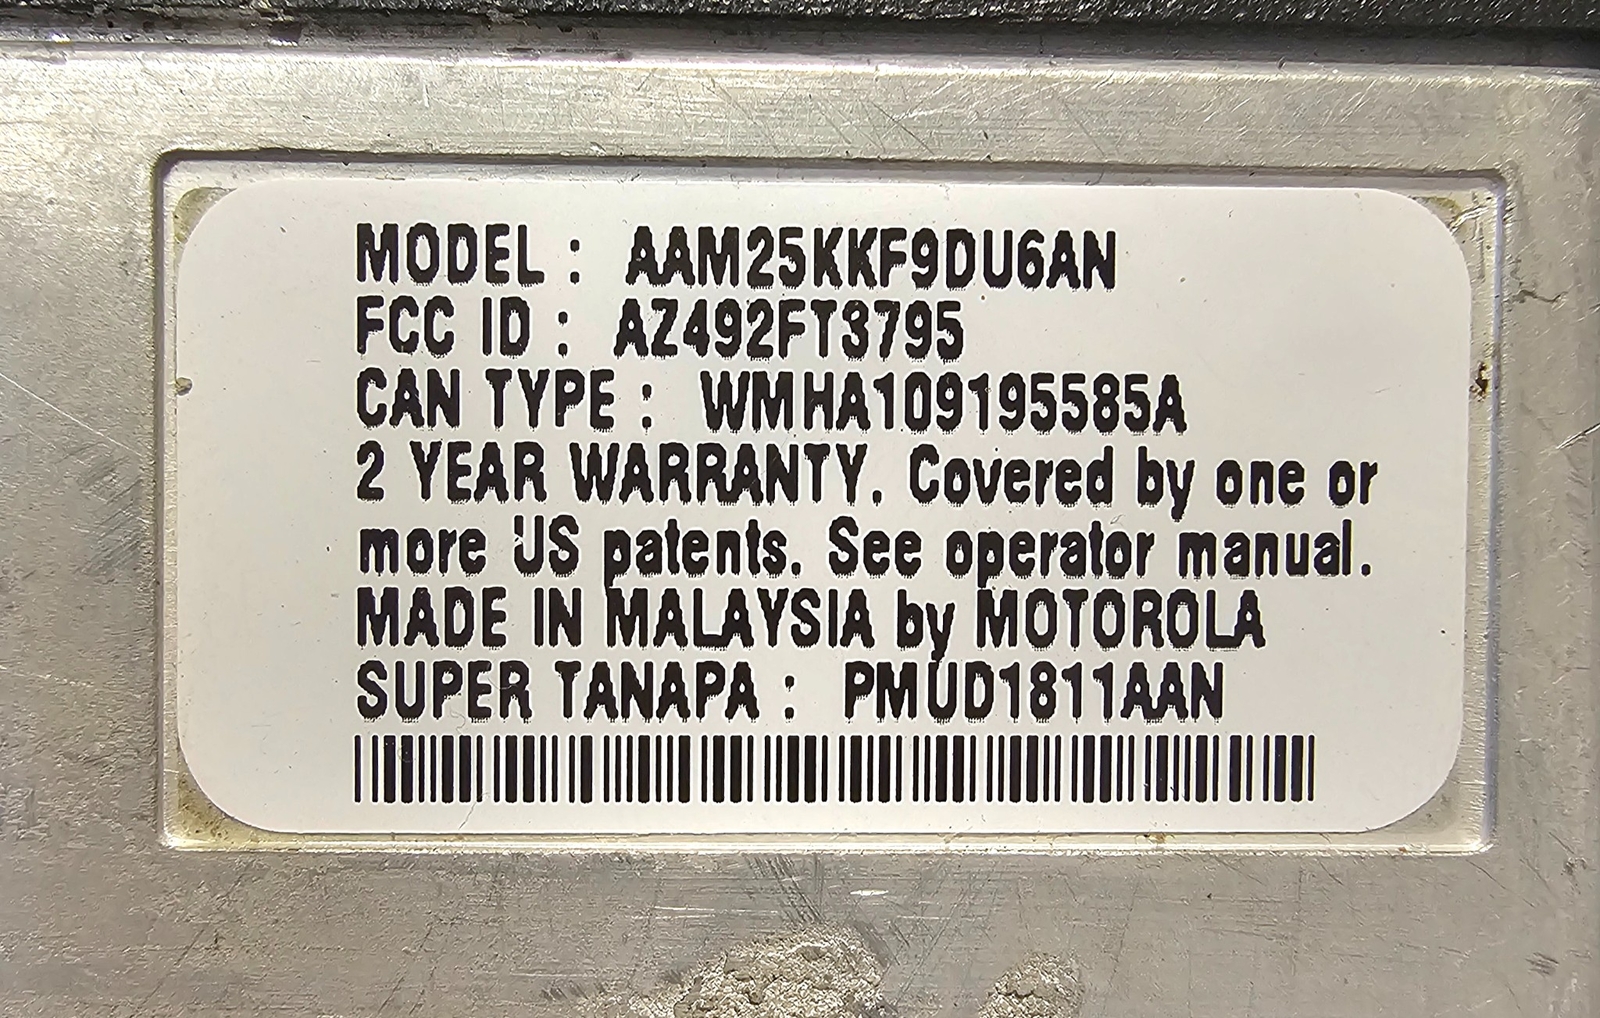 MODEL : AAM25KKF9DU6AN
FCC ID : AZ492FT3795
CAN TYPE : WMHA109195585A
2 YEAR WARRANTY. Covered by one or
more US patents. See operator manual.
MADE IN MALAYSIA by MOTOROLA
SUPER TANAPA : PMUD1811AAN